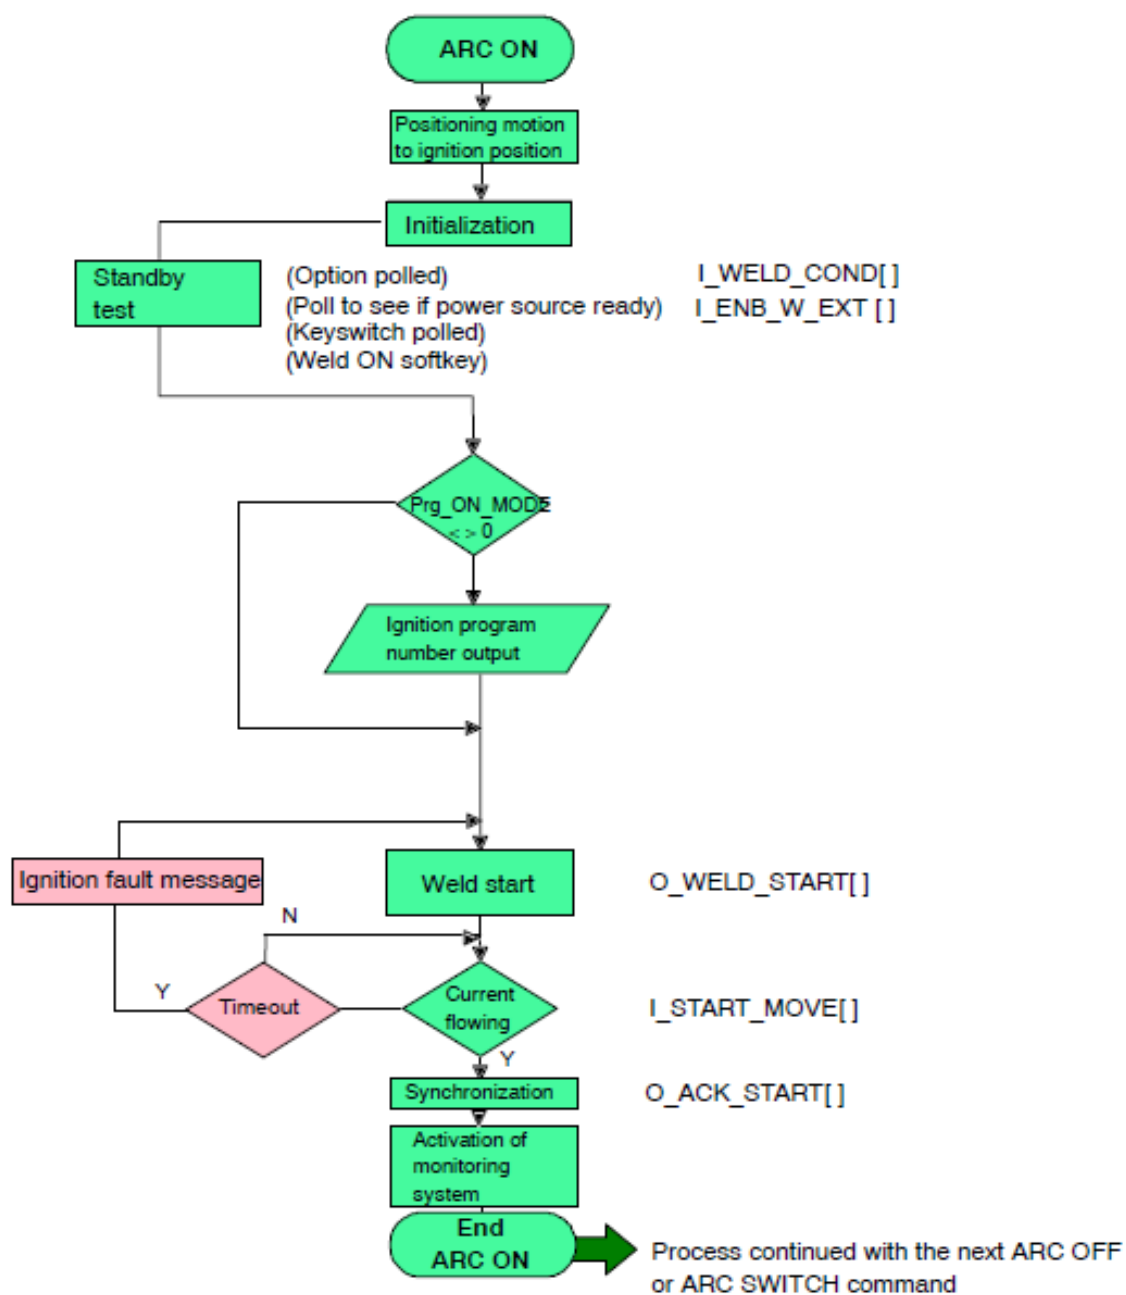 ARC ON
Positioning motion
to ignition position
Initialization
Standby
test
(Option polled)
(Poll to see if power source ready)
(Keyswitch polled)
(Weld ON softkey)
I_WELD_COND[ ]
I_ENB_W_EXT [ ]
Prg_ON_MODE
< > 0
Ignition program
number output
Ignition fault message
Weld start
O_WELD_START[ ]
N
Y
Timeout
Current
flowing
I_START_MOVE[ ]
Y
Synchronization
O_ACK_START[ ]
Activation of
monitoring
system
End
ARC ON
Process continued with the next ARC OFF
or ARC SWITCH command